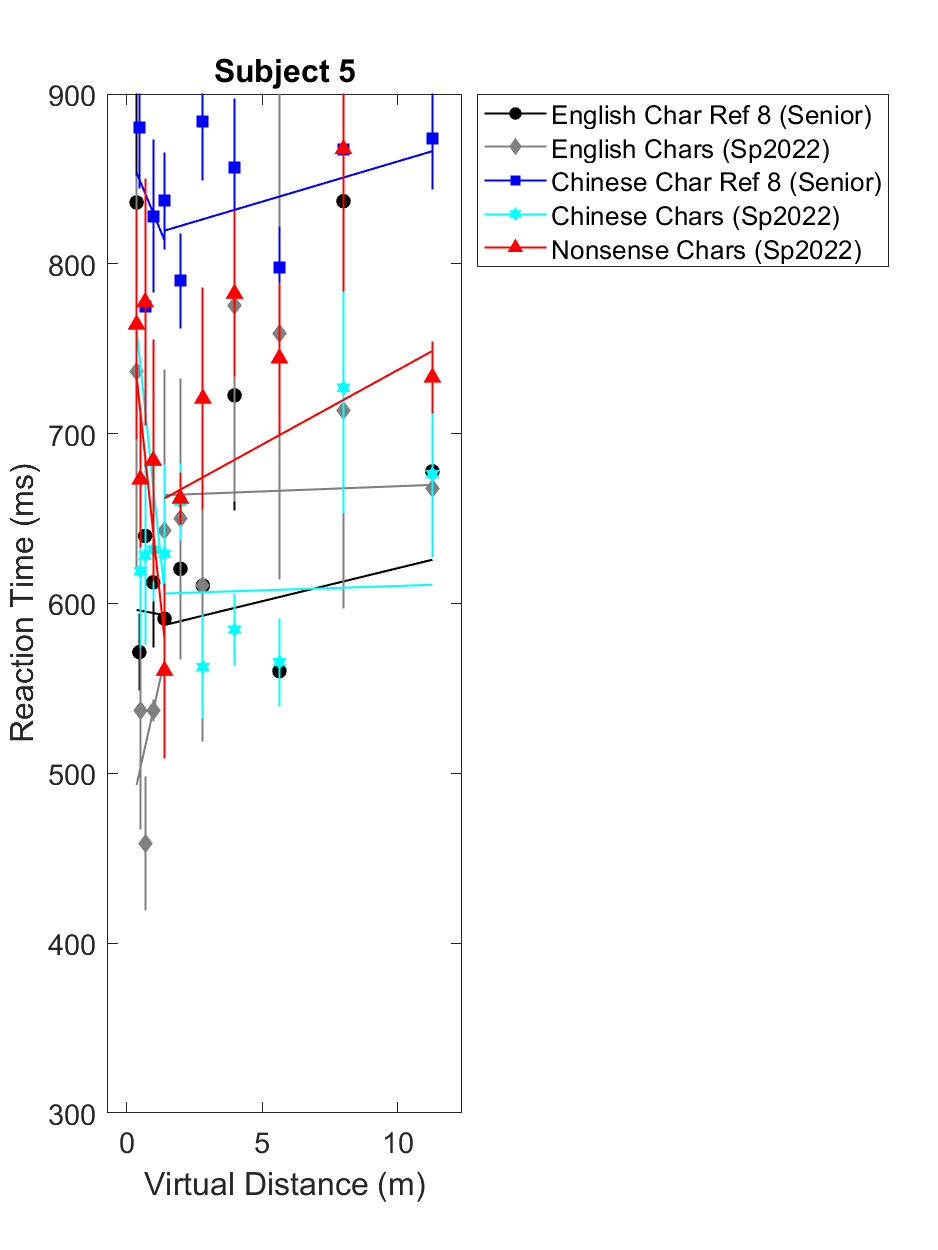 Subject 5
900
800
700
600
500
400
300
0
5
10
Reaction Time (ms)
Virtual Distance (m)
English Char Ref 8 (Senior)
English Chars (Sp2022)
Chinese Char Ref 8 (Senior)
Chinese Chars (Sp2022)
Nonsense Chars (Sp2022)